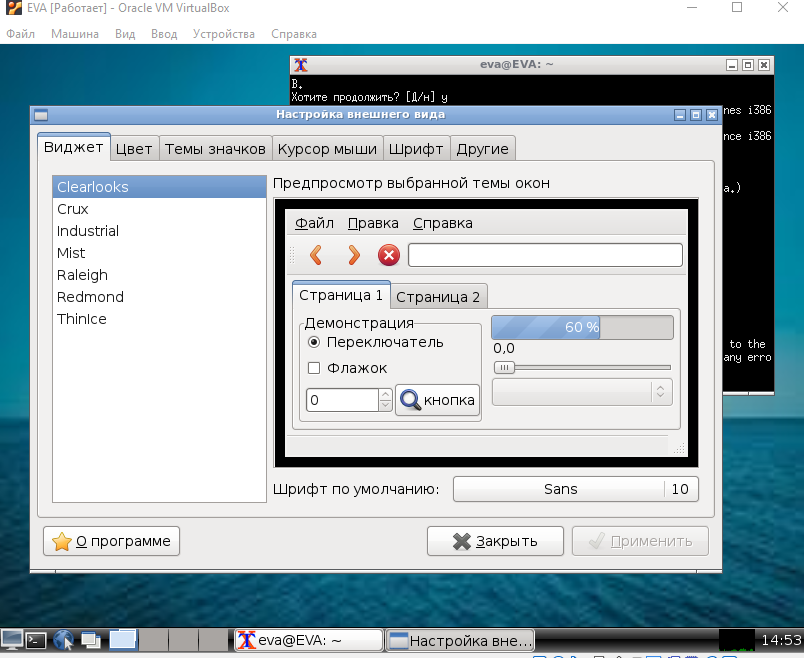 EVA [Работает] - Oracle VM VirtualBox
Файл Машина Вид Ввод Устройства Справка
eva@EVA: ~
В.
Хотите продолжить? [Д/н] y
nes i386
Настройка внешнего вида
nce i386
Виджет Цвет Темы значков Курсор мыши Шрифт Другие
Clearlooks
Crux
Industrial
Mist
Raleigh
Redmond
ThinIce
Предпросмотр выбранной темы окон
а.)
Файл Правка Справка
Страница 1 Страница 2
Демонстрация
Переключатель
Флажок
0
кнопка
60 %
0,0
to the
any erro
Шрифт по умолчанию: Sans 10
О программе Закрыть Применить
eva@EVA: ~ Настройка вне... 14:53